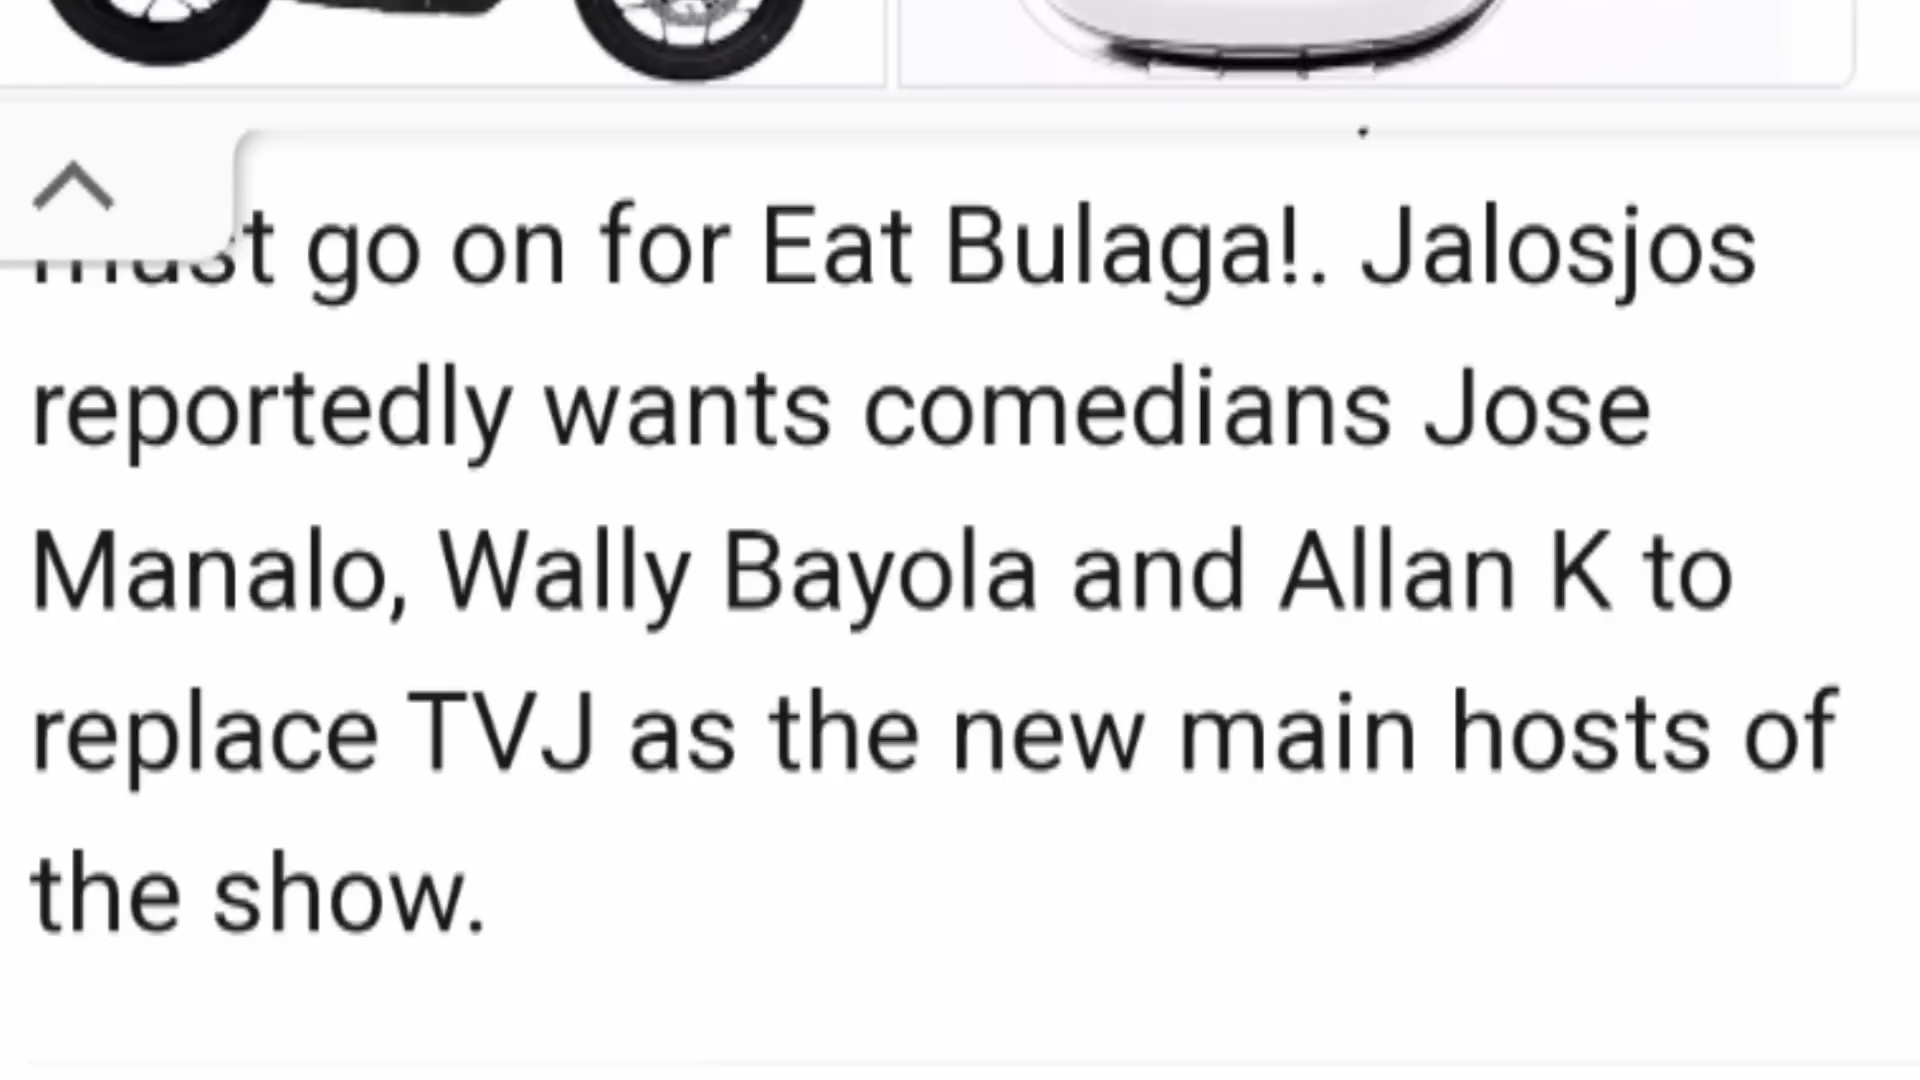 must go on for Eat Bulaga!. Jalosjos
reportedly wants comedians Jose
Manalo, Wally Bayola and Allan K to
replace TVJ as the new main hosts of
the show.